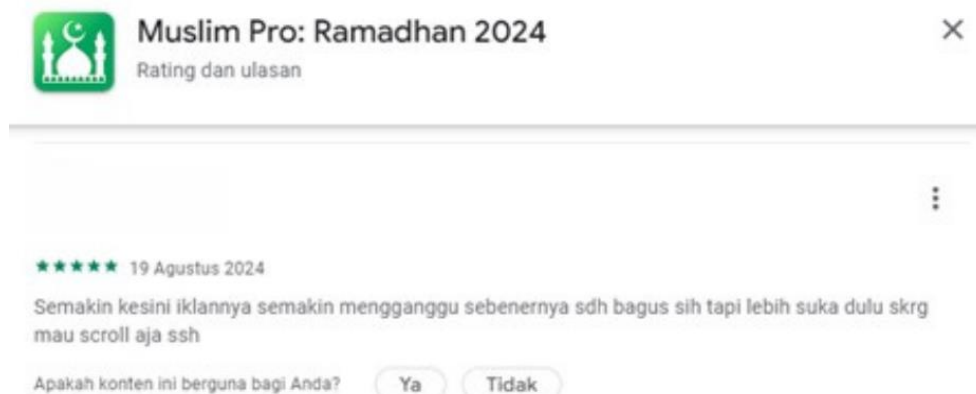 Muslim Pro: Ramadhan 2024
Rating dan ulasan
19 Agustus 2024
Semakin kesini iklannya semakin mengganggu sebenernya sdh bagus sih tapi lebih suka dulu skrg
mau scroll aja ssh
Apakah konten ini berguna bagi Anda? Ya Tidak